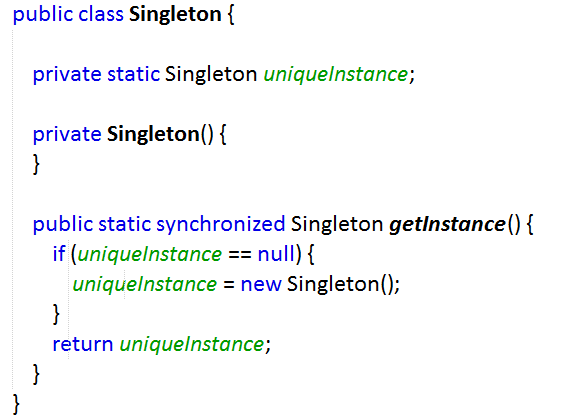 public class Singleton {
private static Singleton uniqueInstance;
private Singleton() {
}
public static synchronized Singleton getInstance() {
if (uniqueInstance == null) {
uniqueInstance = new Singleton();
}
return uniqueInstance;
}
}